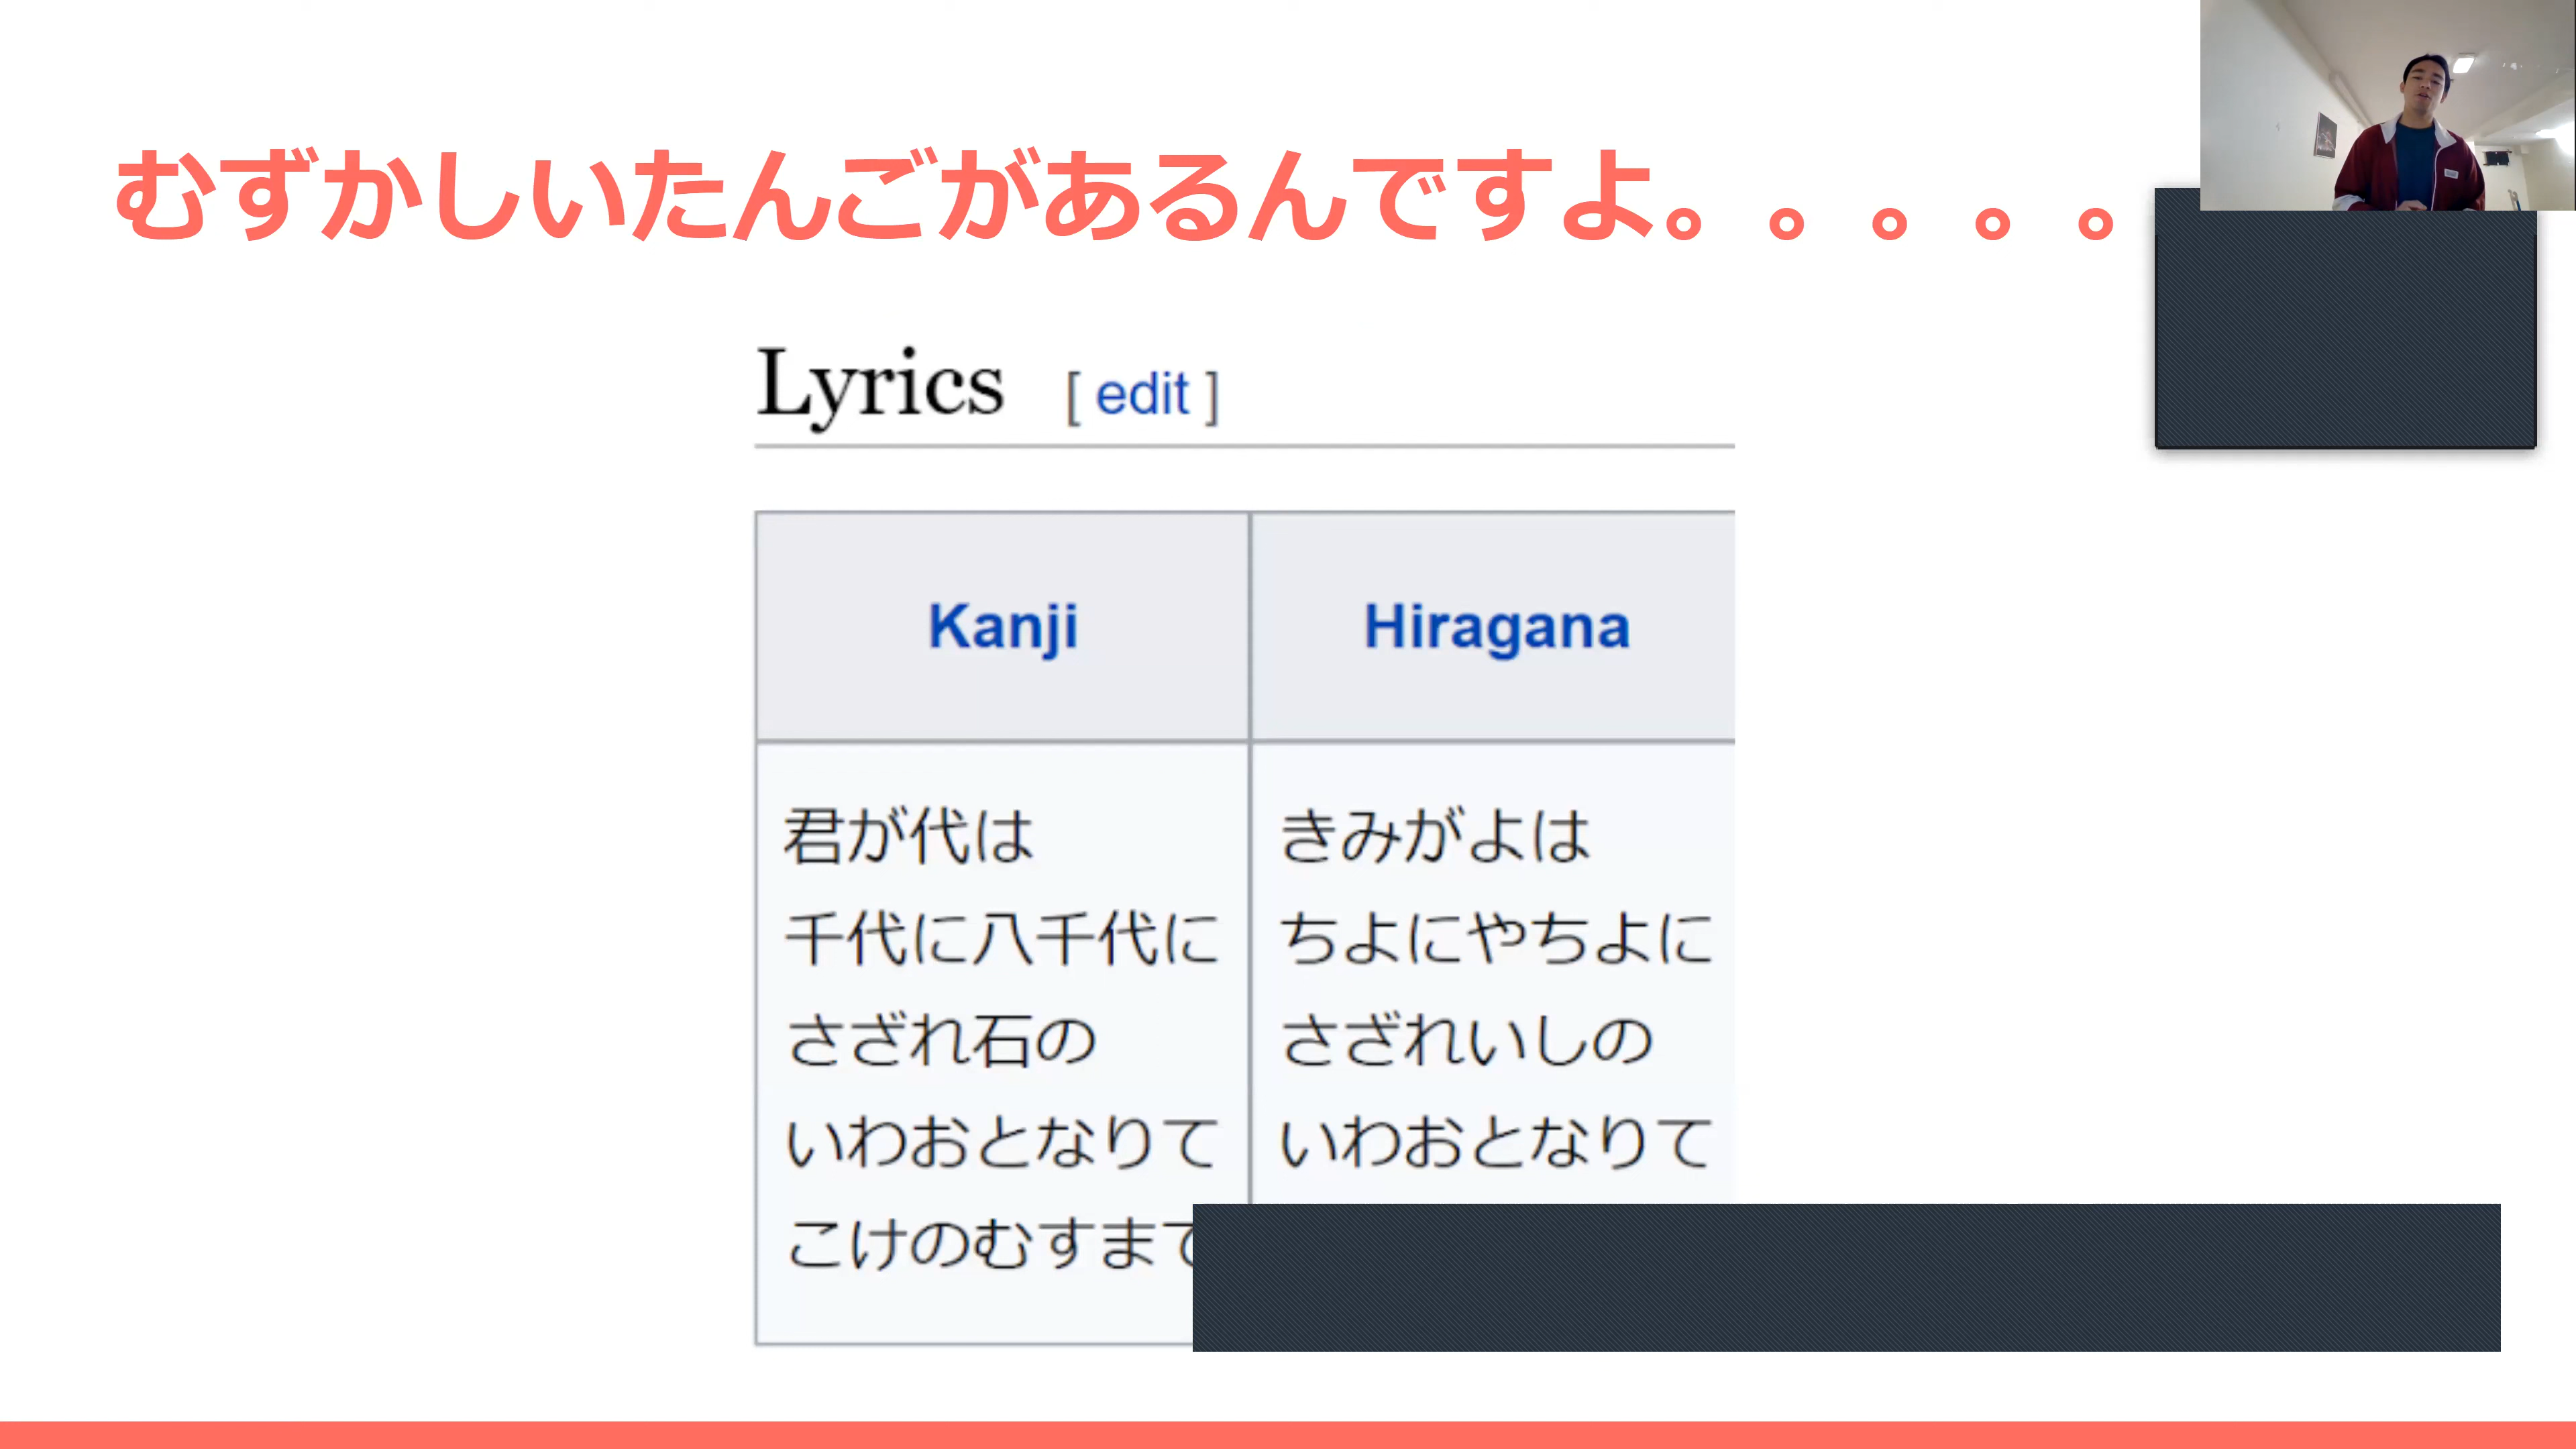 むずかしいたんごがあるんですよ。。。。。
Lyrics [ edit ]
Kanji
Hiragana
君が代は
千代に八千代に
さざれ石の
いわおとなりて
こけのむすま
きみがよは
ちよにやちよに
さざれいしの
いわおとなりて